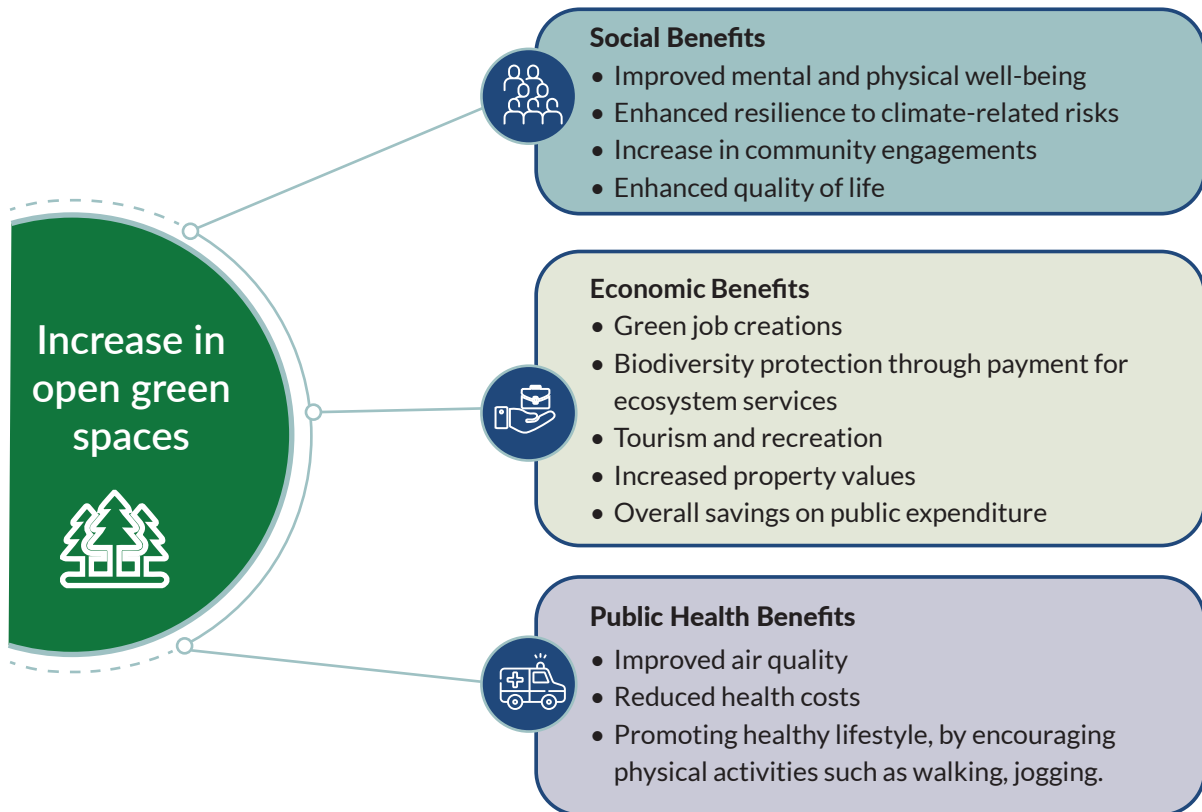 Increase in
open green
spaces
Social Benefits
• Improved mental and physical well-being
• Enhanced resilience to climate-related risks
• Increase in community engagements
• Enhanced quality of life
Economic Benefits
• Green job creations
• Biodiversity protection through payment for
ecosystem services
• Tourism and recreation
• Increased property values
• Overall savings on public expenditure
Public Health Benefits
• Improved air quality
• Reduced health costs
• Promoting healthy lifestyle, by encouraging
physical activities such as walking, jogging.